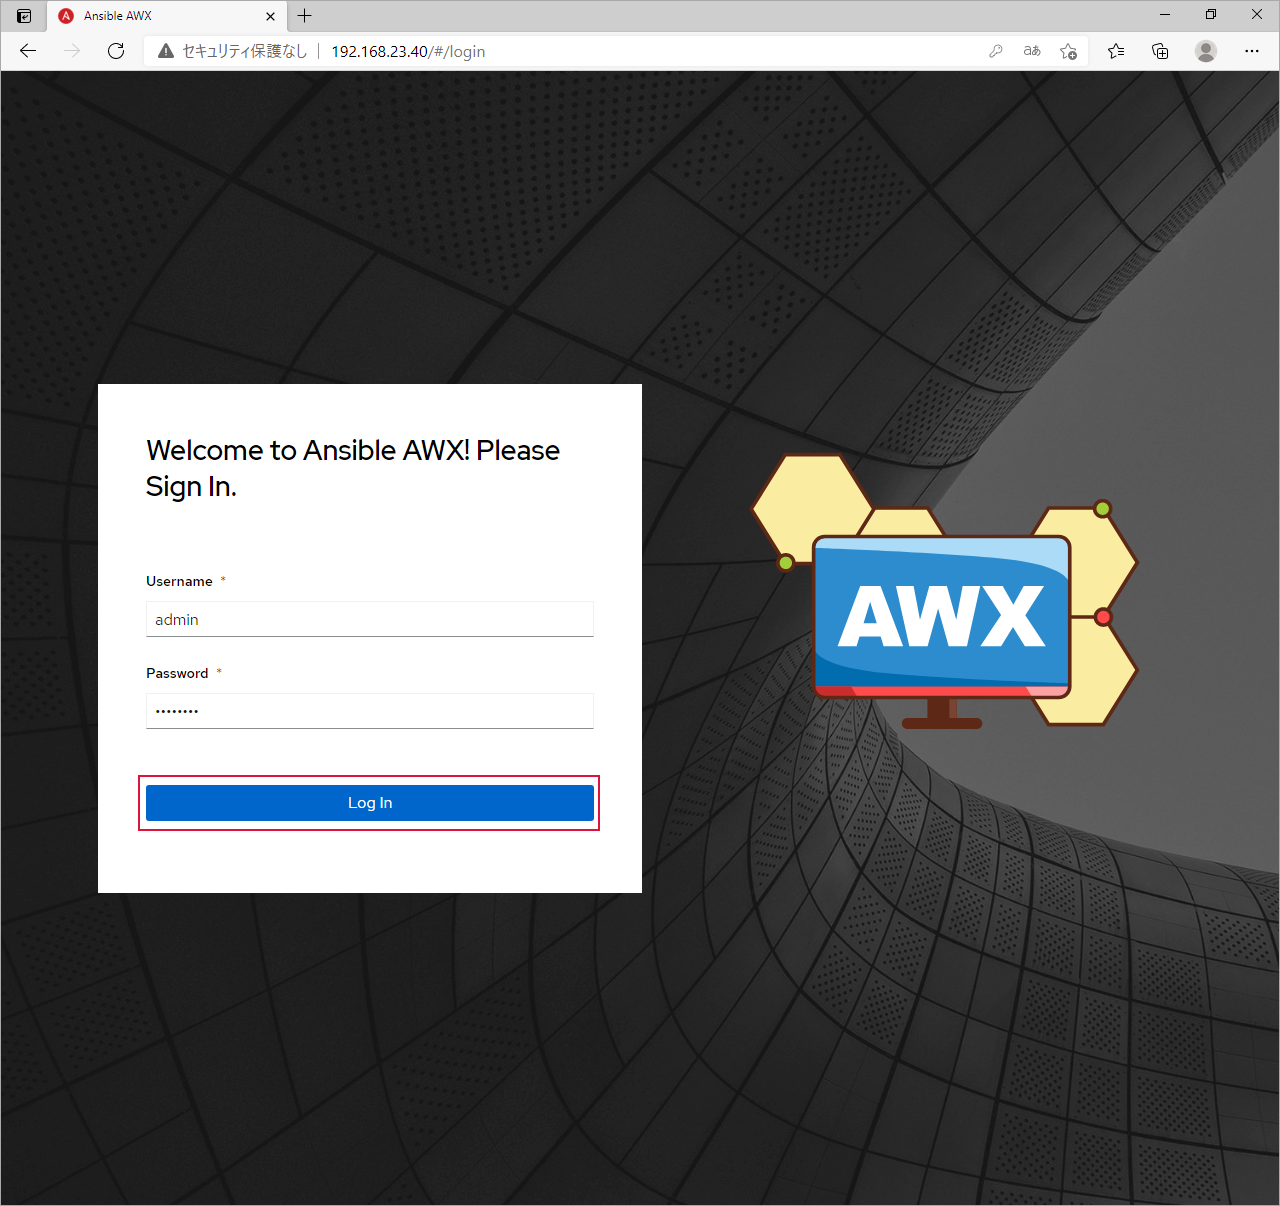 Ansible AWX
セキュリティ保護なし 192.168.23.40/#/login
aあ
Welcome to Ansible AWX! Please
Sign In.
Username *
admin
Password *
••••••••
Log In
AWX